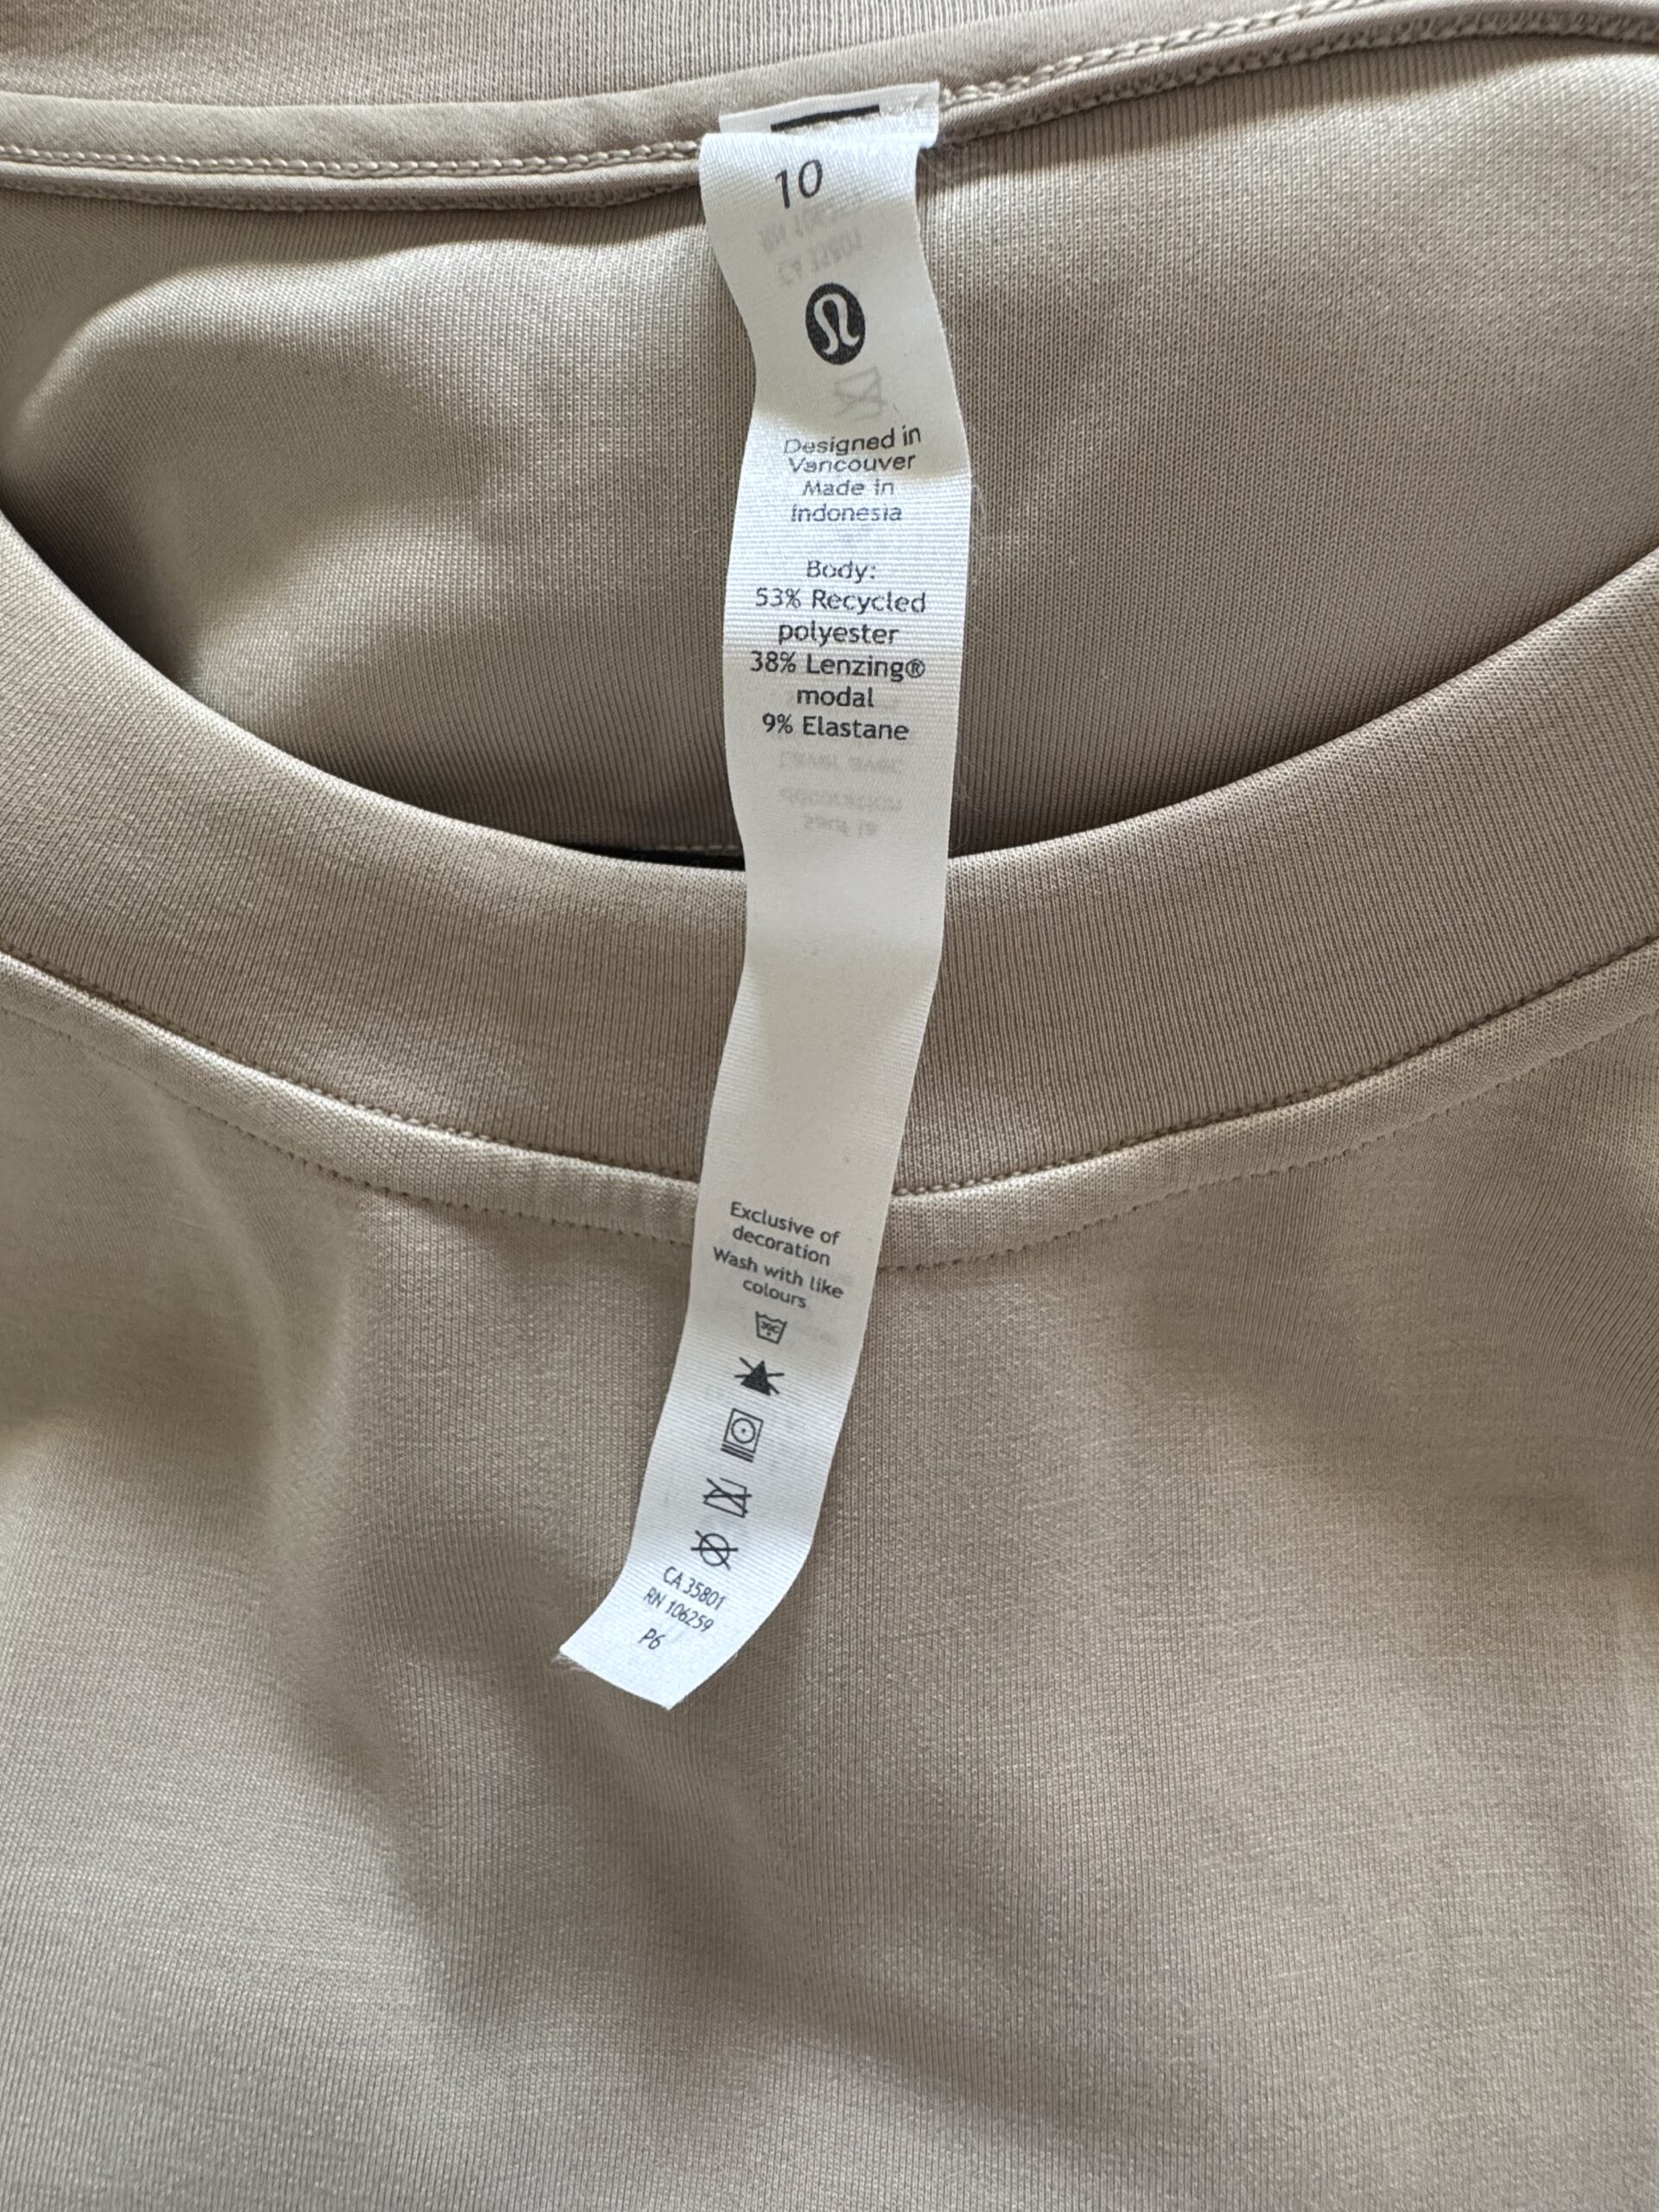 10
Designed in
Vancouver
Made in
Indonesia
Body:
53% Recycled
polyester
38% Lenzing®
modal
9% Elastane
Exclusive of
decoration
Wash with like
colours
30C
CA 35801
RN 106259
P6